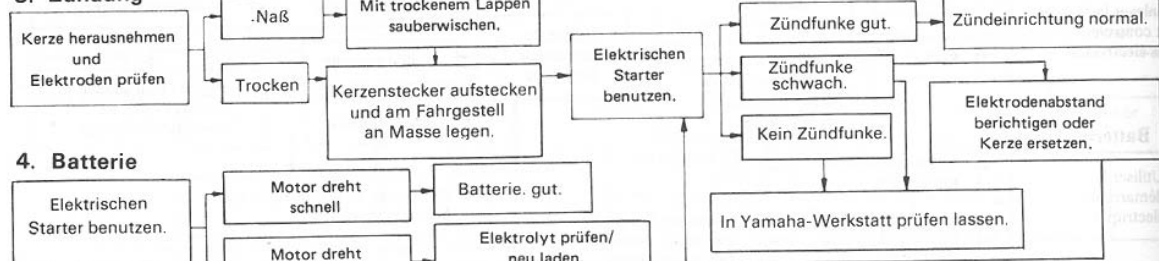 3. Zündung
Kerze herausnehmen
und
Elektroden prüfen
.Naß
Mit trockenem Lappen
sauberwischen.
Trocken
Kerzenstecker aufstecken
und am Fahrgestell
an Masse legen.
Elektrischen
Starter
benutzen.
Zündfunke gut.
Zündeinrichtung normal.
Zündfunke
schwach.
Elektrodenabstand
berichtigen oder
Kerze ersetzen.
Kein Zündfunke.
In Yamaha-Werkstatt prüfen lassen.
4. Batterie
Elektrischen
Starter benutzen.
Motor dreht
schnell
Batterie. gut.
Motor dreht
Elektrolyt prüfen/
neu laden